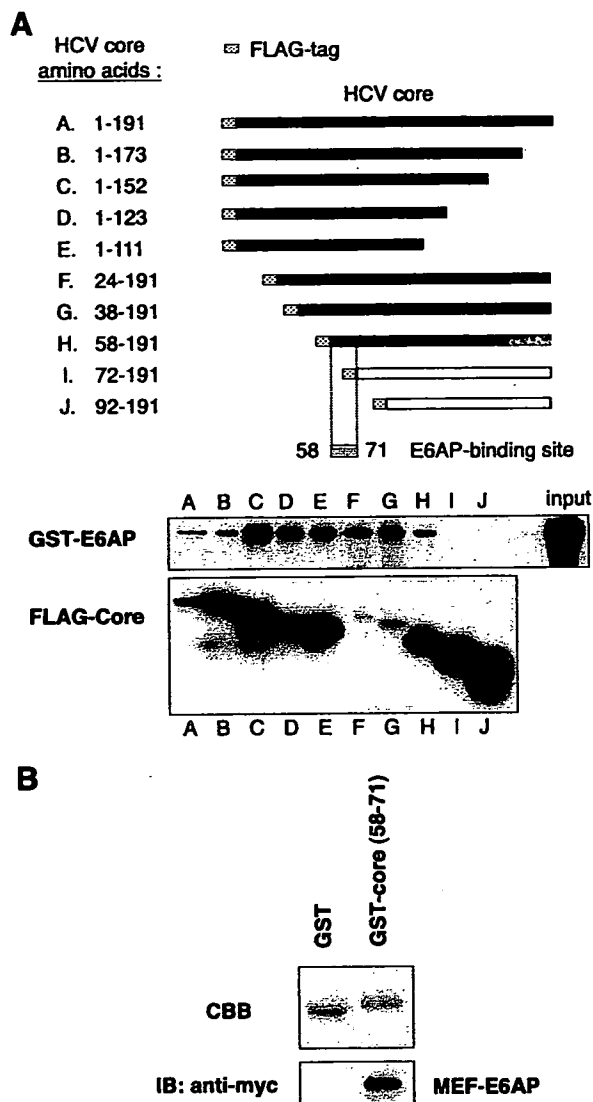 A
HCV core
amino acids :
FLAG-tag
HCV core
A. 1-191
B. 1-173
C. 1-152
D. 1-123
E. 1-111
F. 24-191
G. 38-191
H. 58-191
I. 72-191
J. 92-191
58 71 E6AP-binding site
A B C D E F G H I J input
GST-E6AP
FLAG-Core
A B C D E F G H I J
B
GST
GST-core (58-71)
CBB
IB: anti-myc MEF-E6AP